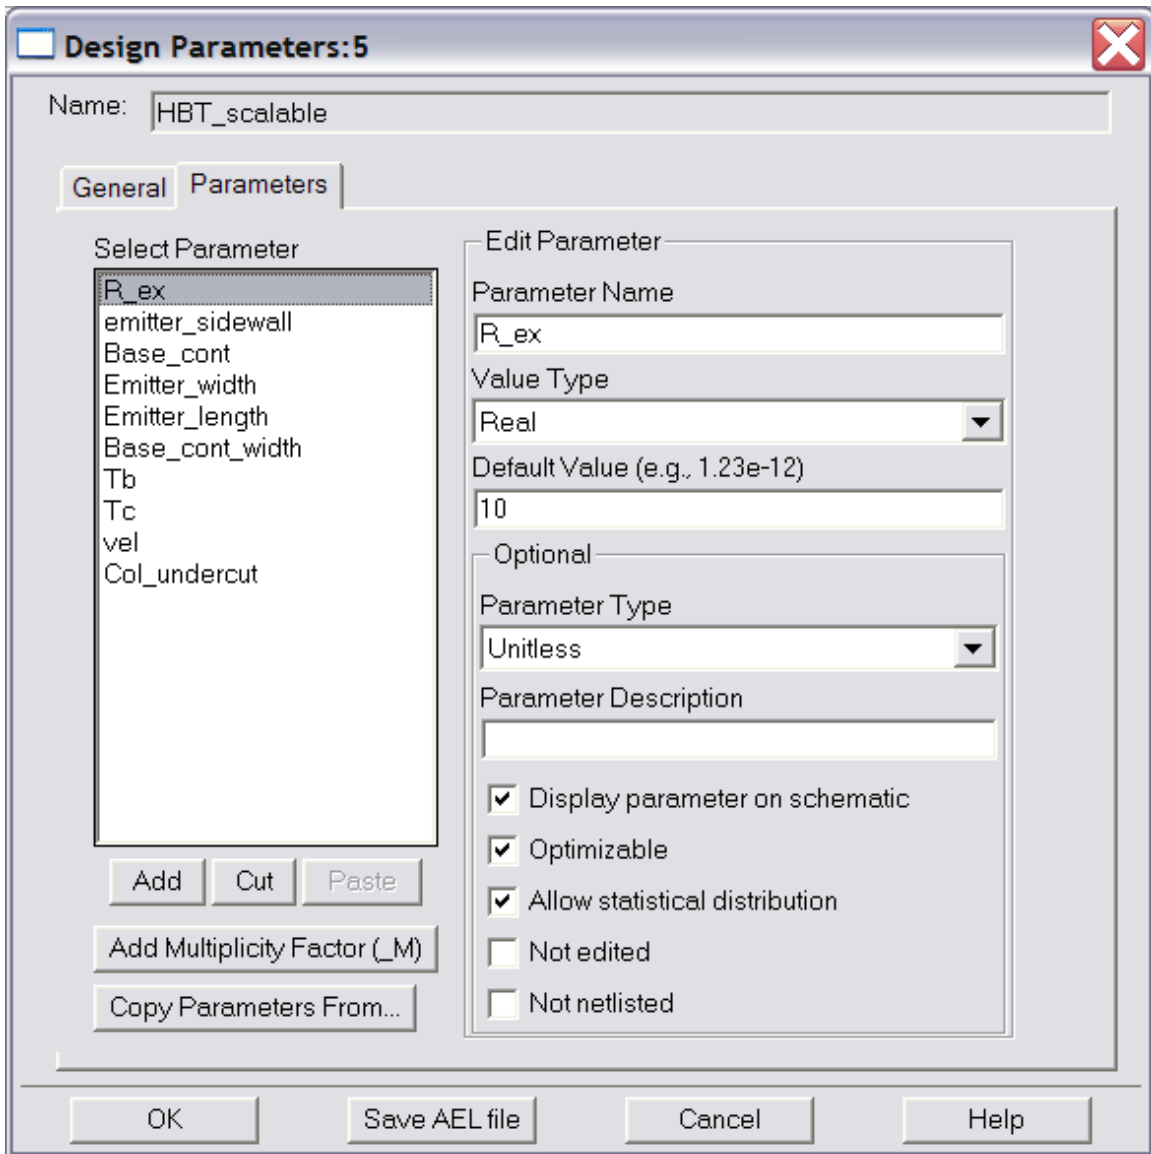 Design Parameters:5
Name: HBT_scalable
General Parameters
Select Parameter
R_ex
emitter_sidewall
Base_cont
Emitter_width
Emitter_length
Base_cont_width
Tb
Tc
vel
Col_undercut
Add Cut Paste
Add Multiplicity Factor (_M)
Copy Parameters From...
Edit Parameter
Parameter Name
R_ex
Value Type
Real
Default Value (e.g., 1.23e-12)
10
Optional
Parameter Type
Unitless
Parameter Description
Display parameter on schematic
Optimizable
Allow statistical distribution
Not edited
Not netlisted
OK Save AEL file Cancel Help